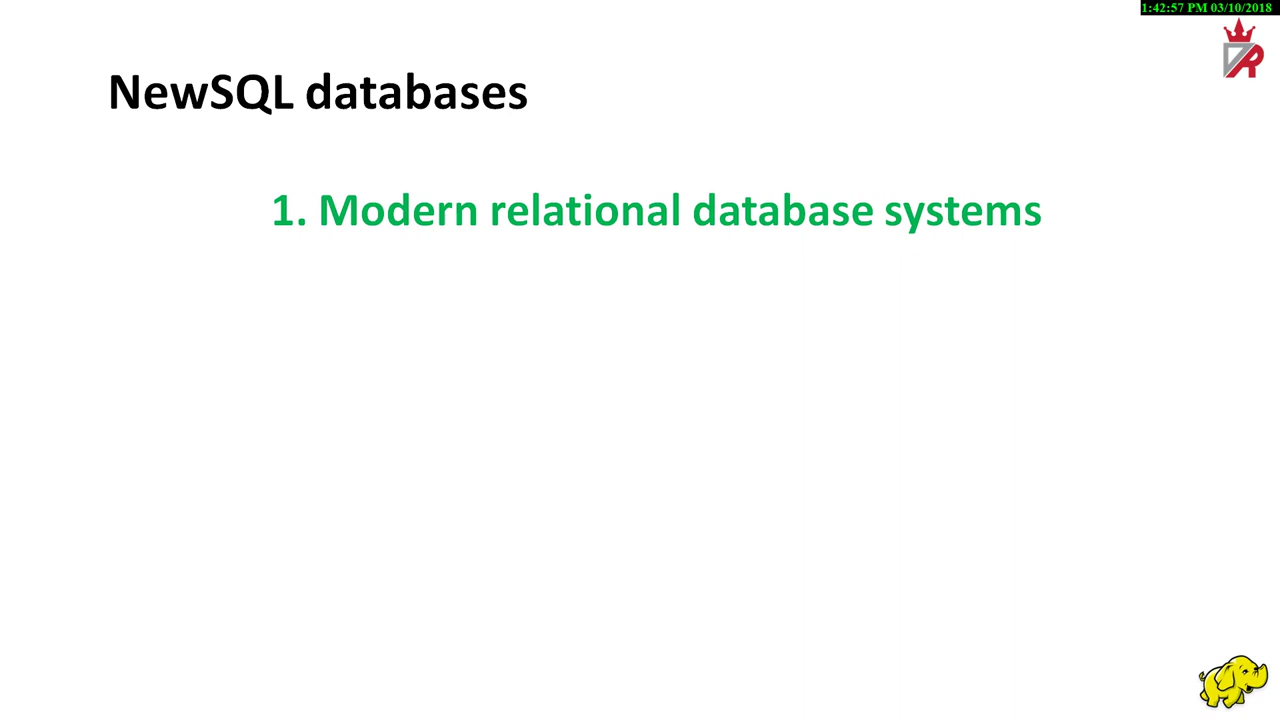 1:42:57 PM 03/10/2018
NewSQL databases
1. Modern relational database systems